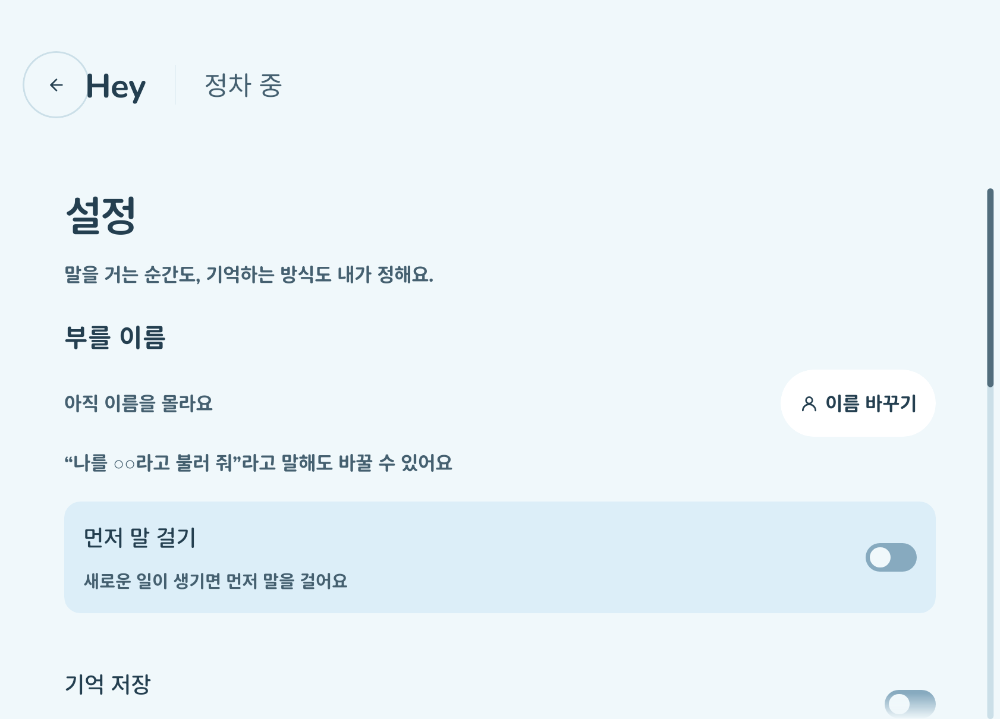 Hey
정차 중
설정
말을 거는 순간도, 기억하는 방식도 내가 정해요.
부를 이름
아직 이름을 몰라요
이름 바꾸기
“나를 ○○라고 불러 줘”라고 말해도 바꿀 수 있어요
먼저 말 걸기
새로운 일이 생기면 먼저 말을 걸어요
기억 저장